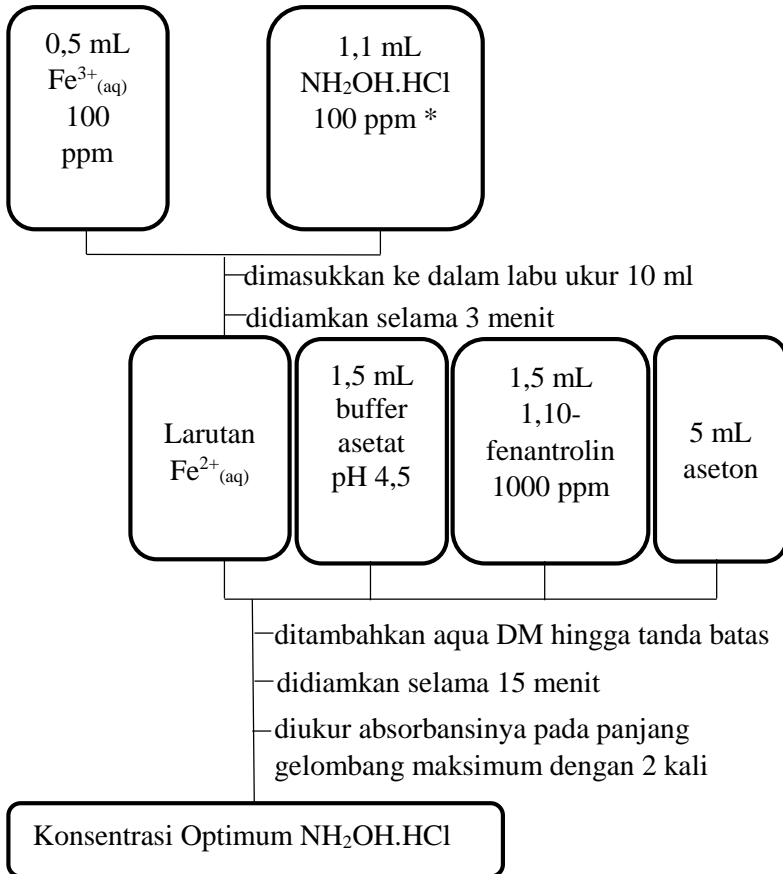 0,5 mL
Fe³⁺₍aq₎
100
ppm
1,1 mL
NH₂OH.HCl
100 ppm *
dimasukkan ke dalam labu ukur 10 ml
didiamkan selama 3 menit
Larutan
Fe²⁺₍aq₎
1,5 mL
buffer
asetat
pH 4,5
1,5 mL
1,10-
fenantrolin
1000 ppm
5 mL
aseton
ditambahkan aqua DM hingga tanda batas
didiamkan selama 15 menit
diukur absorbansinya pada panjang
gelombang maksimum dengan 2 kali
Konsentrasi Optimum NH₂OH.HCl